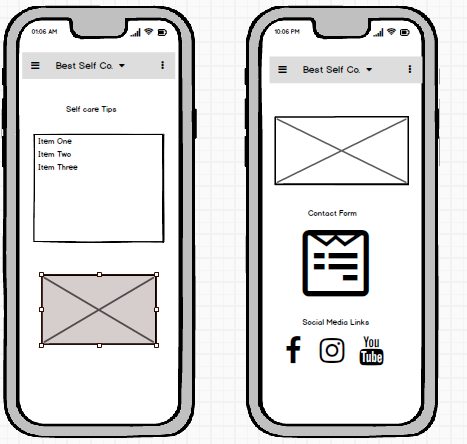 01:06 AM
Best Self Co.
Self care Tips
Item One
Item Two
Item Three
10:06 PM
Best Self Co.
Contact Form
Social Media Links
You
Tube